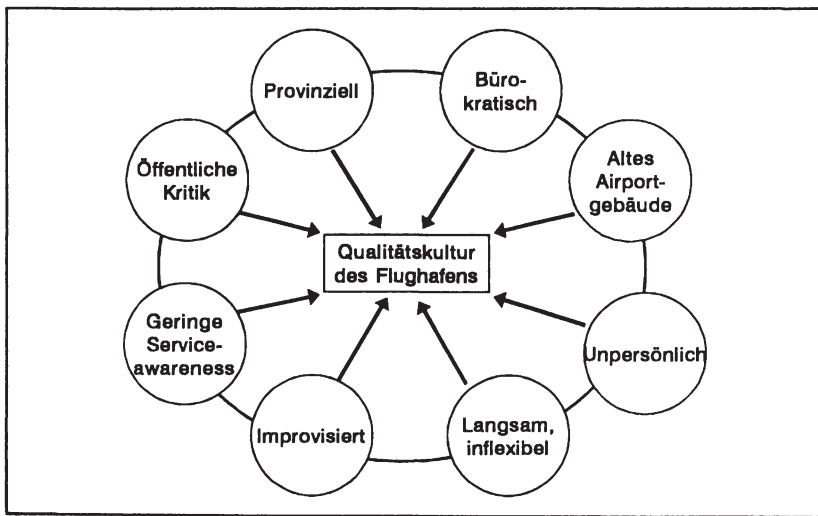 Provinziell
Büro-
kratisch
Öffentliche
Kritik
Altes
Airport-
gebäude
Qualitätskultur
des Flughafens
Geringe
Service-
awareness
Unpersönlich
Improvisiert
Langsam,
inflexibel